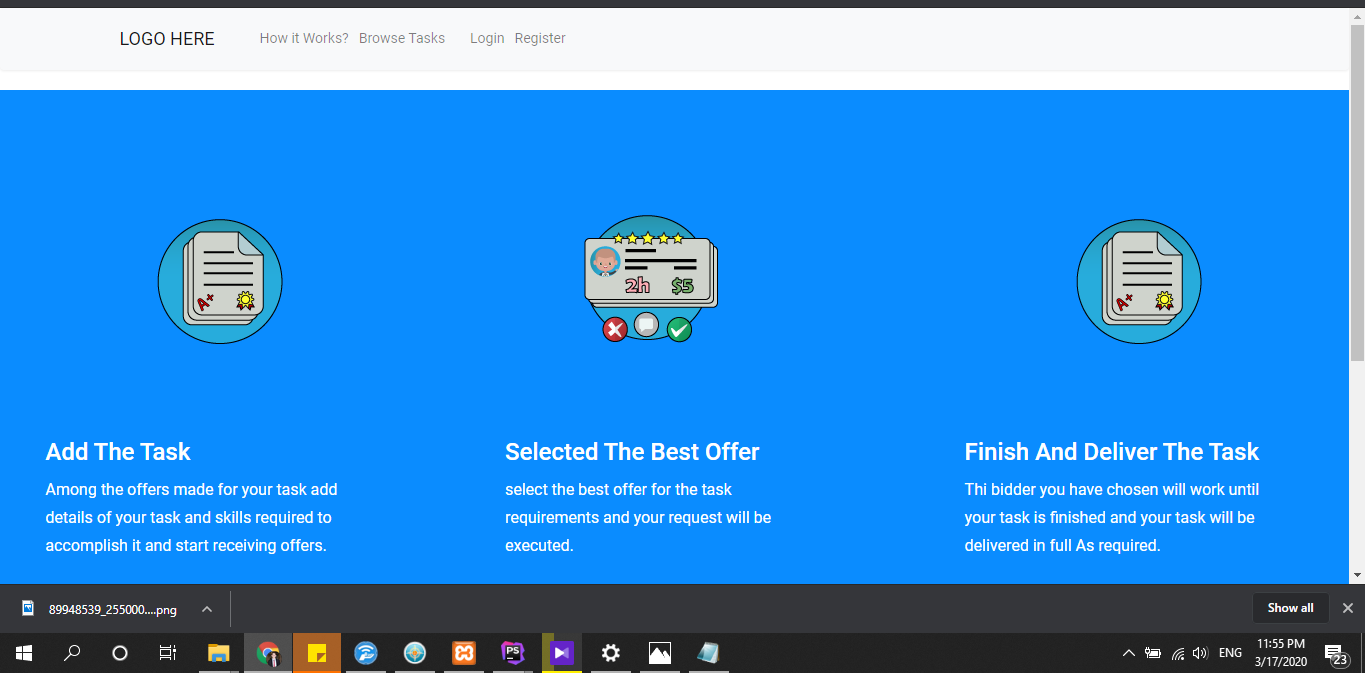 LOGO HERE
How it Works? Browse Tasks Login Register
A+
2h $5
A+
Add The Task
Among the offers made for your task add
details of your task and skills required to
accomplish it and start receiving offers.
Selected The Best Offer
select the best offer for the task
requirements and your request will be
executed.
Finish And Deliver The Task
Thi bidder you have chosen will work until
your task is finished and your task will be
delivered in full As required.
89948539_255000....png
Show all
PS
ENG
11:55 PM
3/17/2020
23